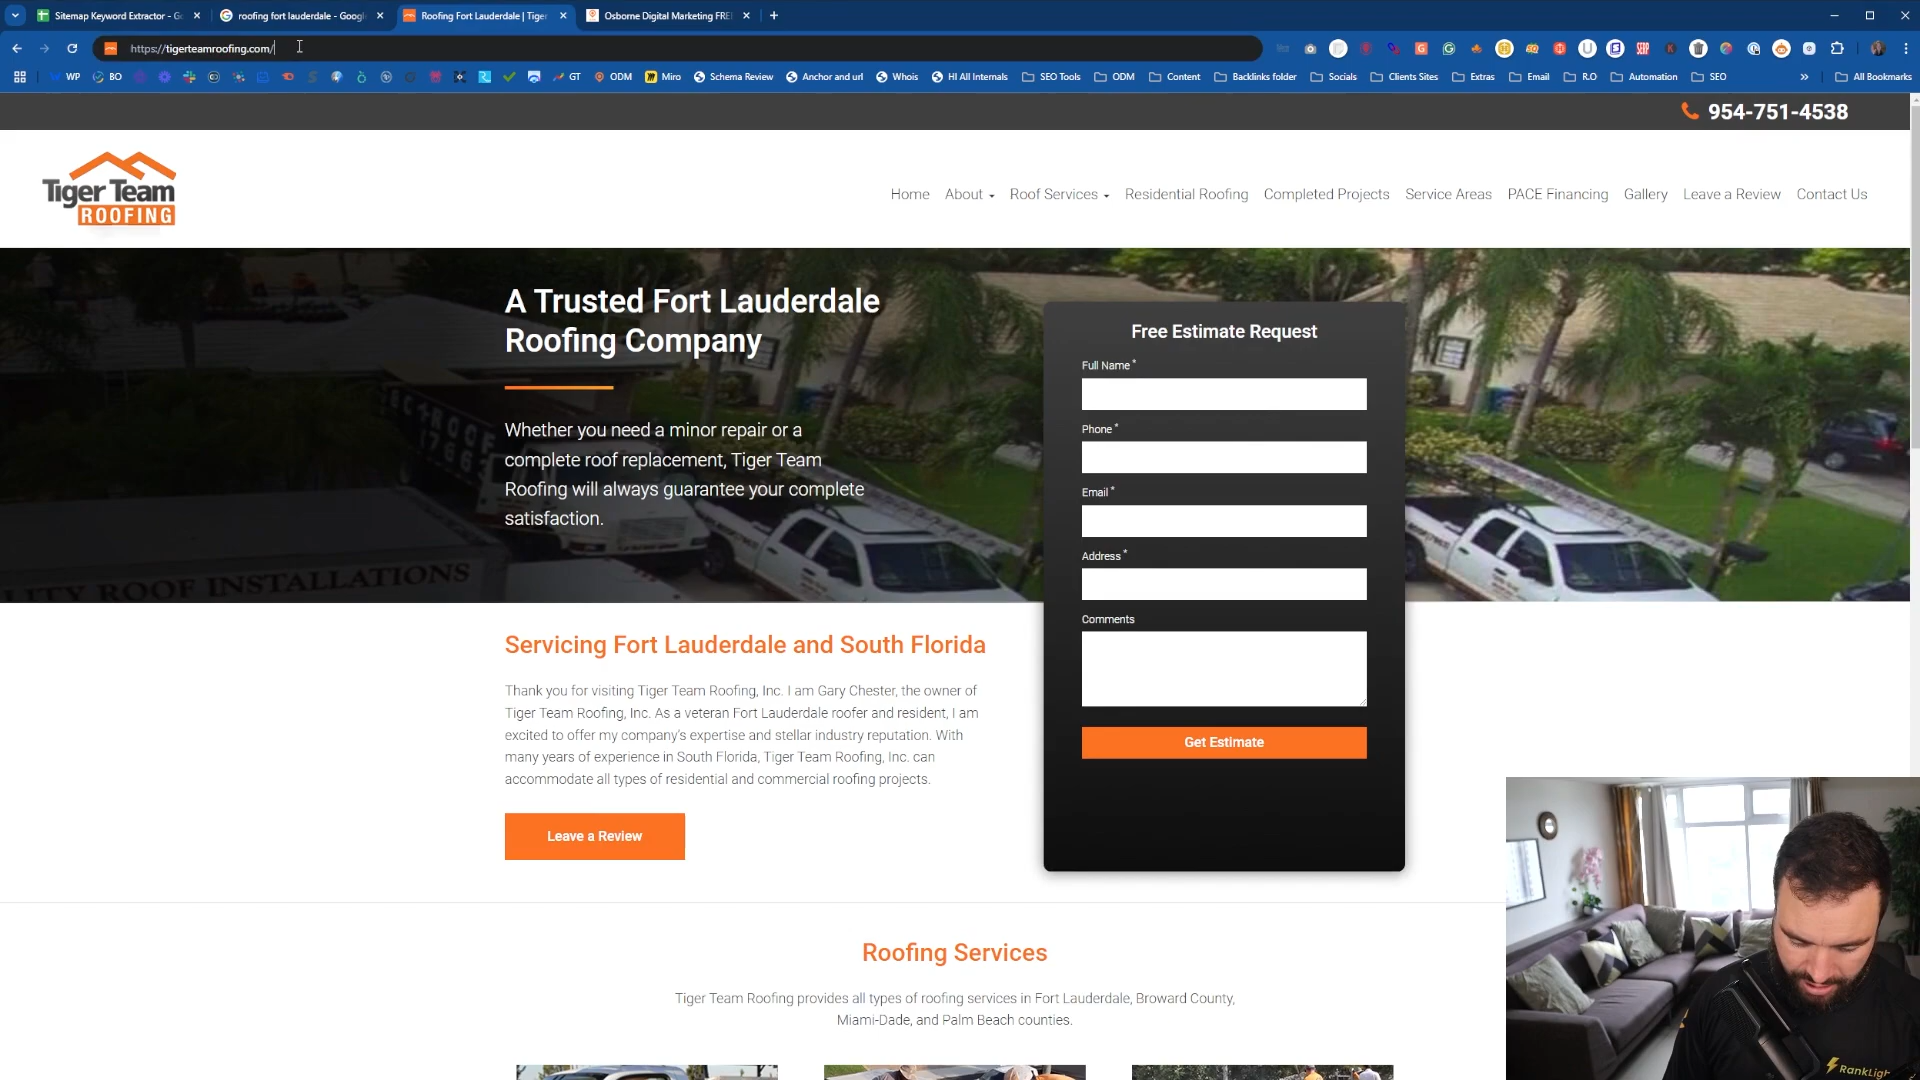 Sitemap Keyword Extractor - Go
roofing fort lauderdale - Google
Roofing Fort Lauderdale | Tiger
Osborne Digital Marketing FREE
https://tigerteamroofing.com/
WP
BO
GT
ODM
Miro
Schema Review
Anchor and url
Whois
HI All Internals
SEO Tools
ODM
Content
Backlinks folder
Socials
Clients Sites
Extras
Email
R.O
Automation
SEO
All Bookmarks
954-751-4538
Tiger Team
ROOFING
Home
About
Roof Services
Residential Roofing
Completed Projects
Service Areas
PACE Financing
Gallery
Leave a Review
Contact Us
A Trusted Fort Lauderdale
Roofing Company
Whether you need a minor repair or a
complete roof replacement, Tiger Team
Roofing will always guarantee your complete
satisfaction.
LITY ROOF INSTALLATIONS
Free Estimate Request
Full Name *
Phone *
Email *
Address *
Comments
Get Estimate
Servicing Fort Lauderdale and South Florida
Thank you for visiting Tiger Team Roofing, Inc. I am Gary Chester, the owner of
Tiger Team Roofing, Inc. As a veteran Fort Lauderdale roofer and resident, I am
excited to offer my company's expertise and stellar industry reputation. With
many years of experience in South Florida, Tiger Team Roofing, Inc. can
accommodate all types of residential and commercial roofing projects.
Leave a Review
Roofing Services
Tiger Team Roofing provides all types of roofing services in Fort Lauderdale, Broward County,
Miami-Dade, and Palm Beach counties.